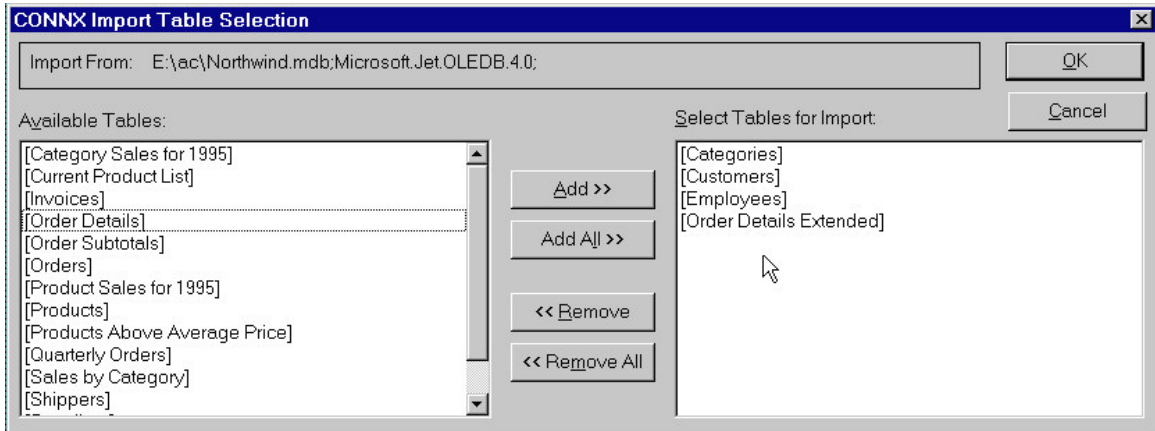 CONNX Import Table Selection
Import From: E:\ac\Northwind.mdb;Microsoft.Jet.OLEDB.4.0;
OK
Cancel
Available Tables:
[Category Sales for 1995]
[Current Product List]
[Invoices]
[Order Details]
[Order Subtotals]
[Orders]
[Product Sales for 1995]
[Products]
[Products Above Average Price]
[Quarterly Orders]
[Sales by Category]
[Shippers]
Add >>
Add All >>
<< Remove
<< Remove All
Select Tables for Import:
[Categories]
[Customers]
[Employees]
[Order Details Extended]